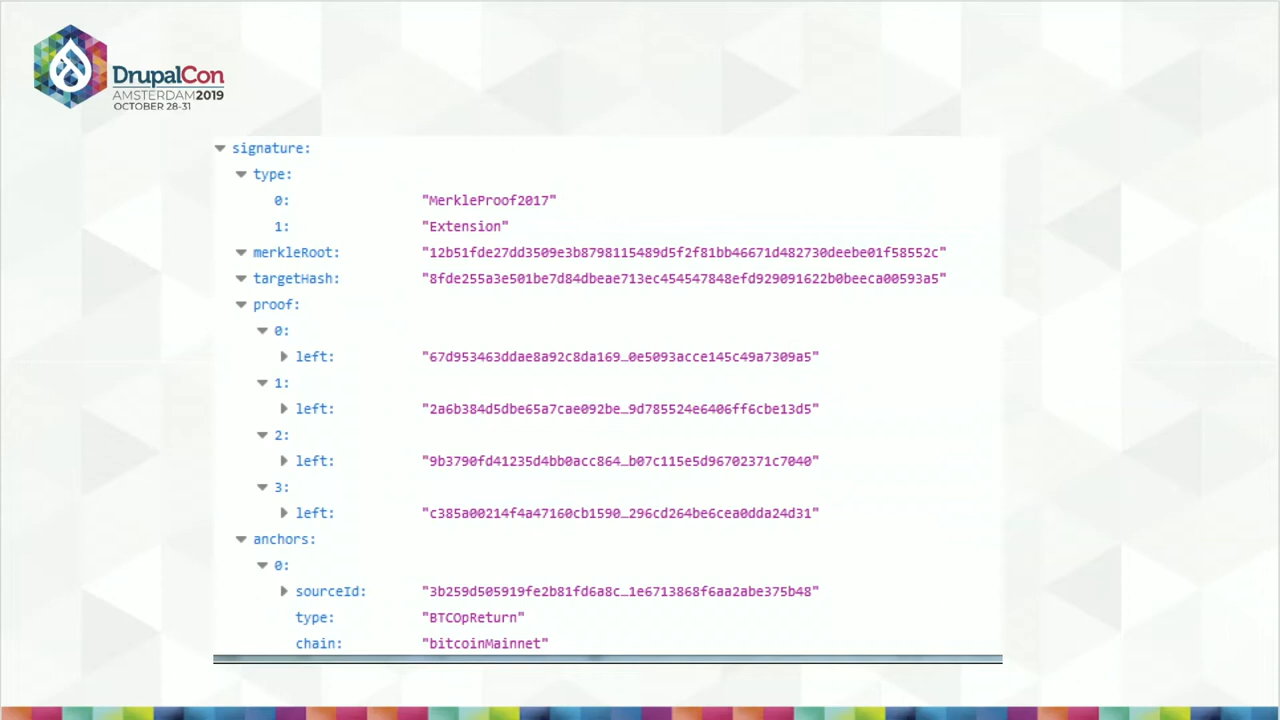 DrupalCon
AMSTERDAM2019
OCTOBER 28-31
signature:
type:
0: "MerkleProof2017"
1: "Extension"
merkleRoot: "12b51fde27dd3509e3b8798115489d5f2f81bb46671d482730deebe01f58552c"
targetHash: "8fde255a3e501be7d84dbeae713ec454547848efd929091622b0beeca00593a5"
proof:
0:
left: "67d953463ddae8a92c8da169…0e5093acce145c49a7309a5"
1:
left: "2a6b384d5dbe65a7cae092be…9d785524e6406ff6cbe13d5"
2:
left: "9b3790fd41235d4bb0acc864…b07c115e5d96702371c7040"
3:
left: "c385a00214f4a47160cb1590…296cd264be6cea0dda24d31"
anchors:
0:
sourceId: "3b259d505919fe2b81fd6a8c…1e6713868f6aa2abe375b48"
type: "BTCOpReturn"
chain: "bitcoinMainnet"